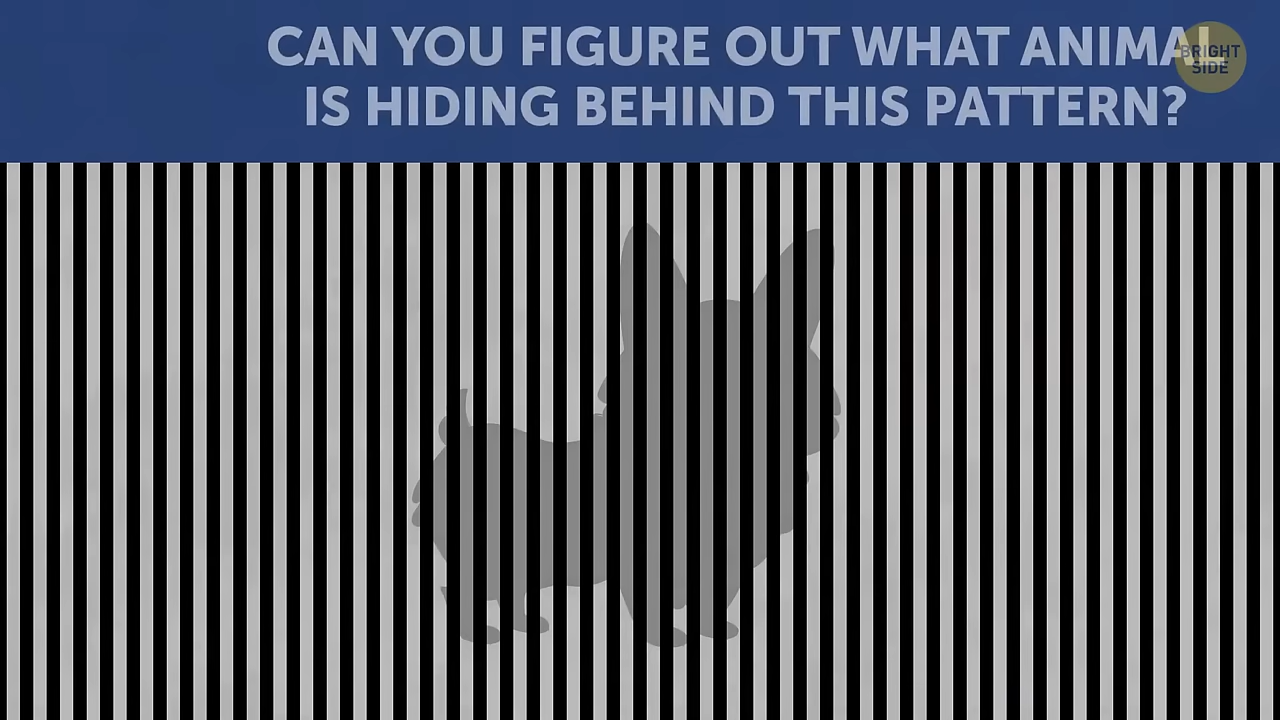 CAN YOU FIGURE OUT WHAT ANIMAL
IS HIDING BEHIND THIS PATTERN?
BRIGHT
SIDE